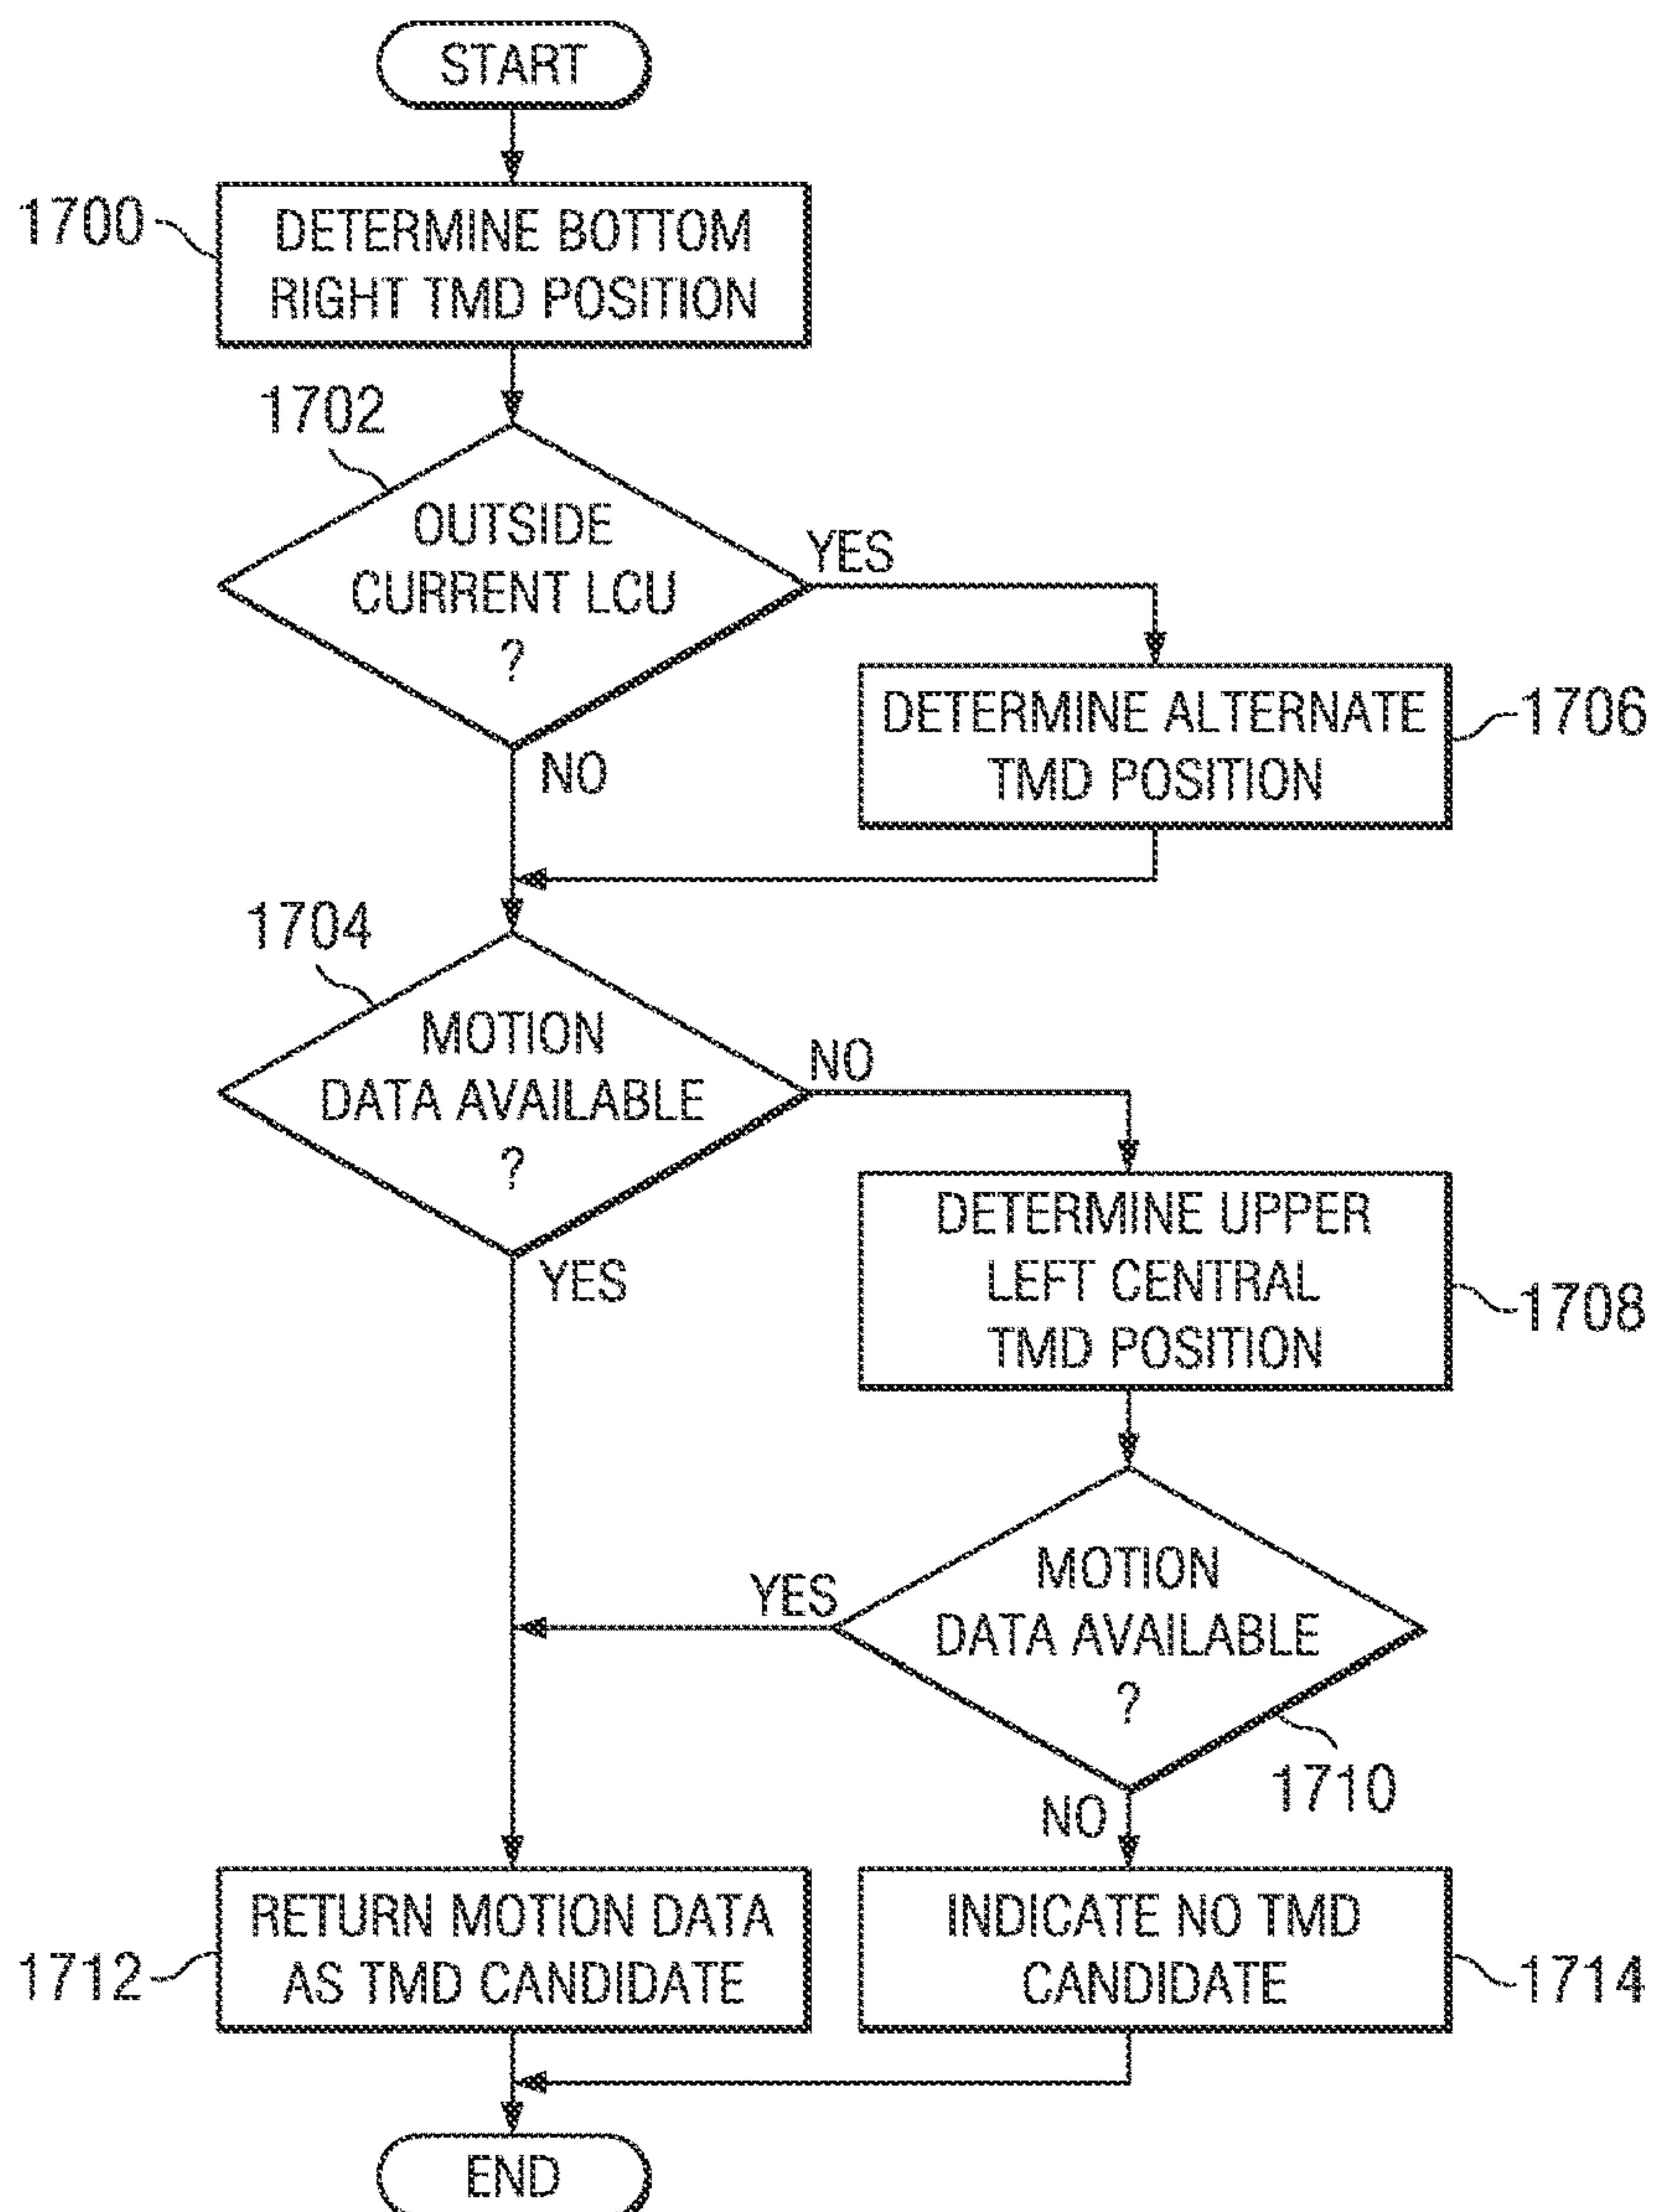 START
1700
DETERMINE BOTTOM
RIGHT TMD POSITION
1702
OUTSIDE
CURRENT LCU
?
YES
NO
DETERMINE ALTERNATE
TMD POSITION
1706
1704
MOTION
DATA AVAILABLE
?
NO
YES
DETERMINE UPPER
LEFT CENTRAL
TMD POSITION
1708
MOTION
DATA AVAILABLE
?
YES
1710
NO
RETURN MOTION DATA
AS TMD CANDIDATE
1712
INDICATE NO TMD
CANDIDATE
1714
END